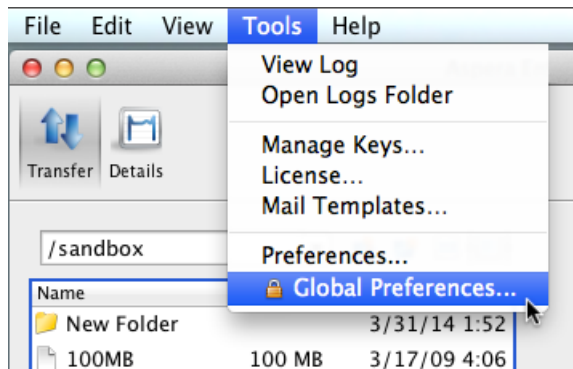 File Edit View Tools Help
View Log
Open Logs Folder
Manage Keys...
License...
Mail Templates...
Preferences...
Global Preferences...
Transfer Details
/sandbox
Name
New Folder 3/31/14 1:52
100MB 100 MB 3/17/09 4:06